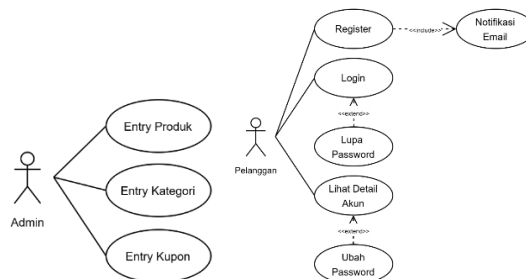 Entry Produk
Entry Kategori
Entry Kupon
Admin
Register
<<include>>
Notifikasi
Email
Login
<<extend>>
Lupa
Password
Pelanggan
Lihat Detail
Akun
<<extend>>
Ubah
Password